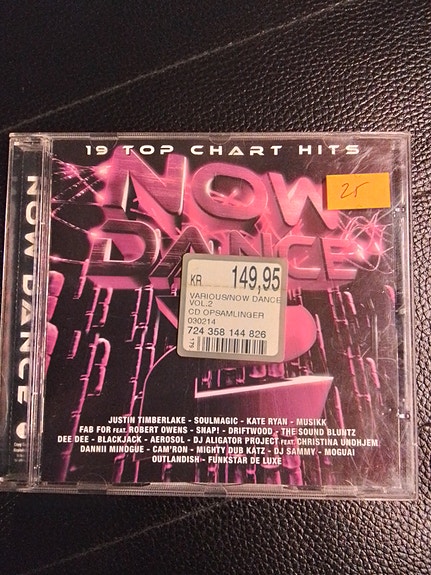 19 TOP CHART HITS
NOW
DANCE
25
KR 149,95
VARIOUS/NOW DANCE
VOL.2
CD OPSAMLINGER
030214
724 358 144 826
NOW DANCE
JUSTIN TIMBERLAKE - SOULMAGIC - KATE RYAN - MUSIKK
FAB FOR FEAT. ROBERT OWENS - SNAP! - DRIFTWOOD - THE SOUND BLUNTZ
DEE DEE - BLACKJACK - AEROSOL - DJ ALIGATOR PROJECT FEAT. CHRISTINA UNDHJEM
DANNII MINOGUE - CAM'RON - MIGHTY DUB KATZ - DJ SAMMY - MOGUAI
OUTLANDISH - FUNKSTAR DE LUXE